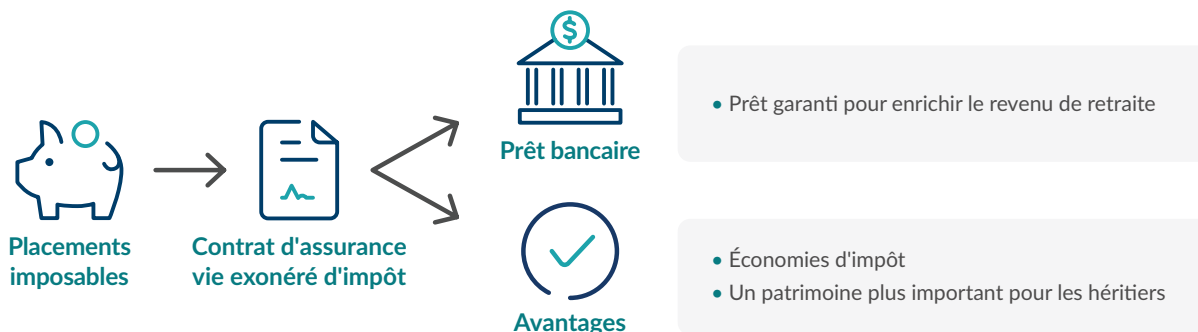 $
Prêt bancaire
• Prêt garanti pour enrichir le revenu de retraite
Placements
imposables
Contrat d'assurance
vie exonéré d'impôt
Avantages
• Économies d'impôt
• Un patrimoine plus important pour les héritiers